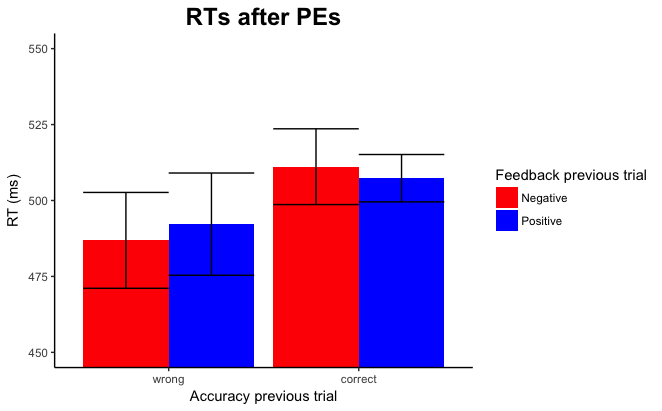 RTs after PEs
550
525
500
475
450
RT (ms)
wrong
correct
Accuracy previous trial
Feedback previous trial
Negative
Positive